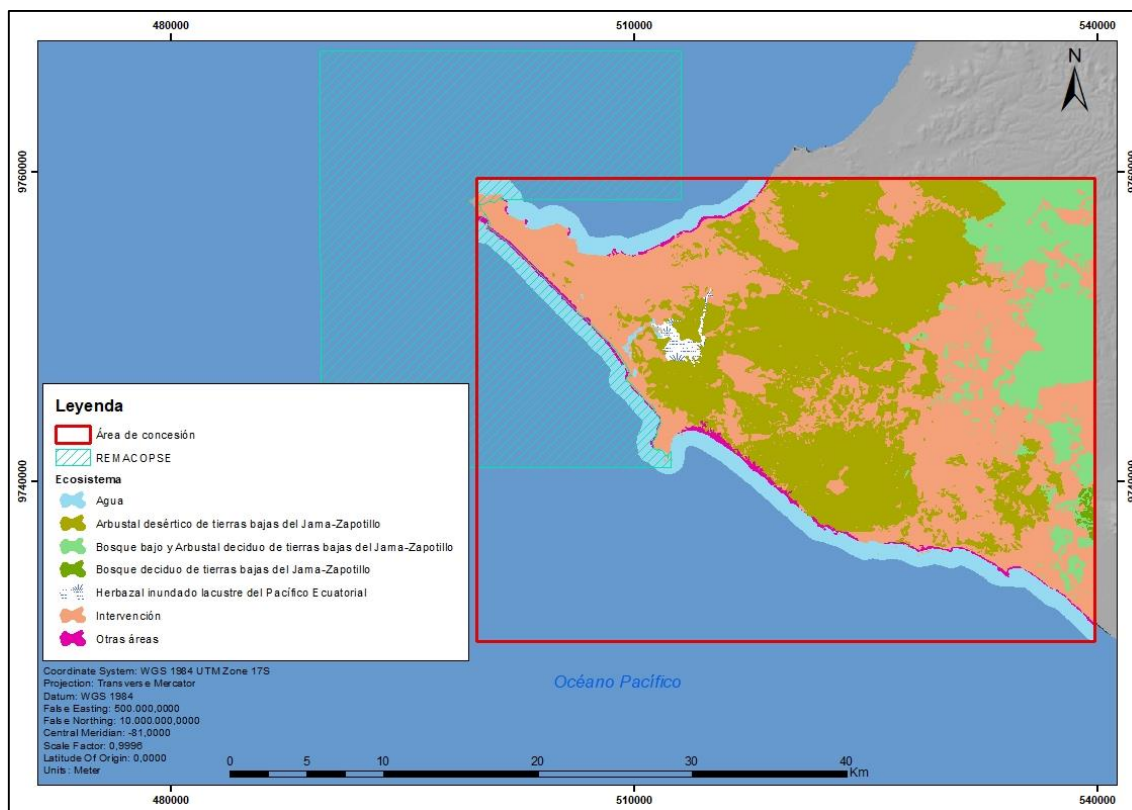 480000
510000
540000
N
9760000
9760000
9740000
9740000
Leyenda
Área de concesión
REMACOPSE
Ecosistema
Agua
Arbustal desértico de tierras bajas del Jama-Zapotillo
Bosque bajo y Arbustal deciduo de tierras bajas del Jama-Zapotillo
Bosque deciduo de tierras bajas del Jama-Zapotillo
Herbazal inundado lacustre del Pacífico Ecuatorial
Intervención
Otras áreas
Coordinate System: WGS 1984 UTM Zone 17S
Projection: Transverse Mercator
Datum: WGS 1984
False Easting: 500.000,0000
False Northing: 10.000.000,0000
Central Meridian: -81,0000
Scale Factor: 0,9996
Latitude Of Origin: 0,0000
Units: Meter
Océano Pacífico
0 5 10 20 30 40
Km
480000
510000
540000